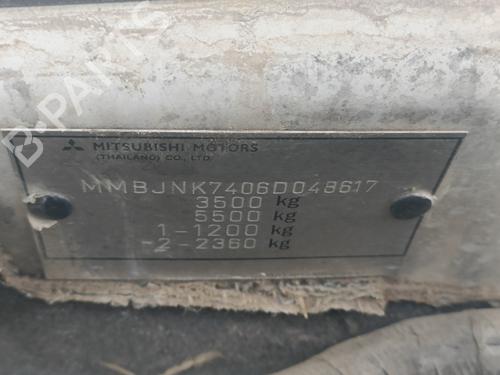 B-PARTS
MITSUBISHI MOTORS
(THAILAND) CO., LTD.
MMBJNK7406D048617
3500 kg
5500 kg
1-1200 kg
-2-2360 kg